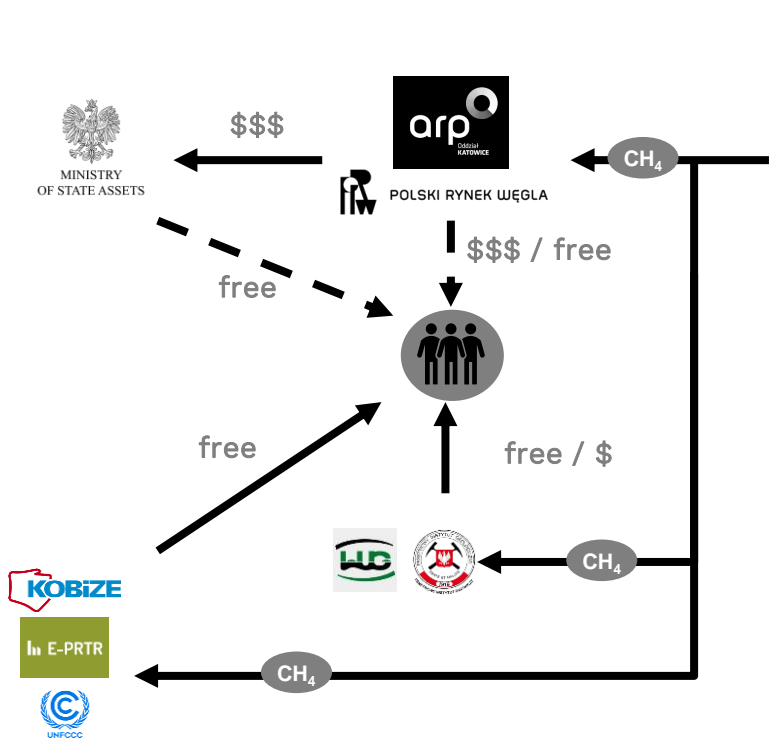 $$$
arp
Oddział
KATOWICE
CH4
MINISTRY
OF STATE ASSETS
POLSKI RYNEK WĘGLA
$$$ / free
free
free
free / $
CH4
KOBiZE
E-PRTR
CH4
UNFCCC